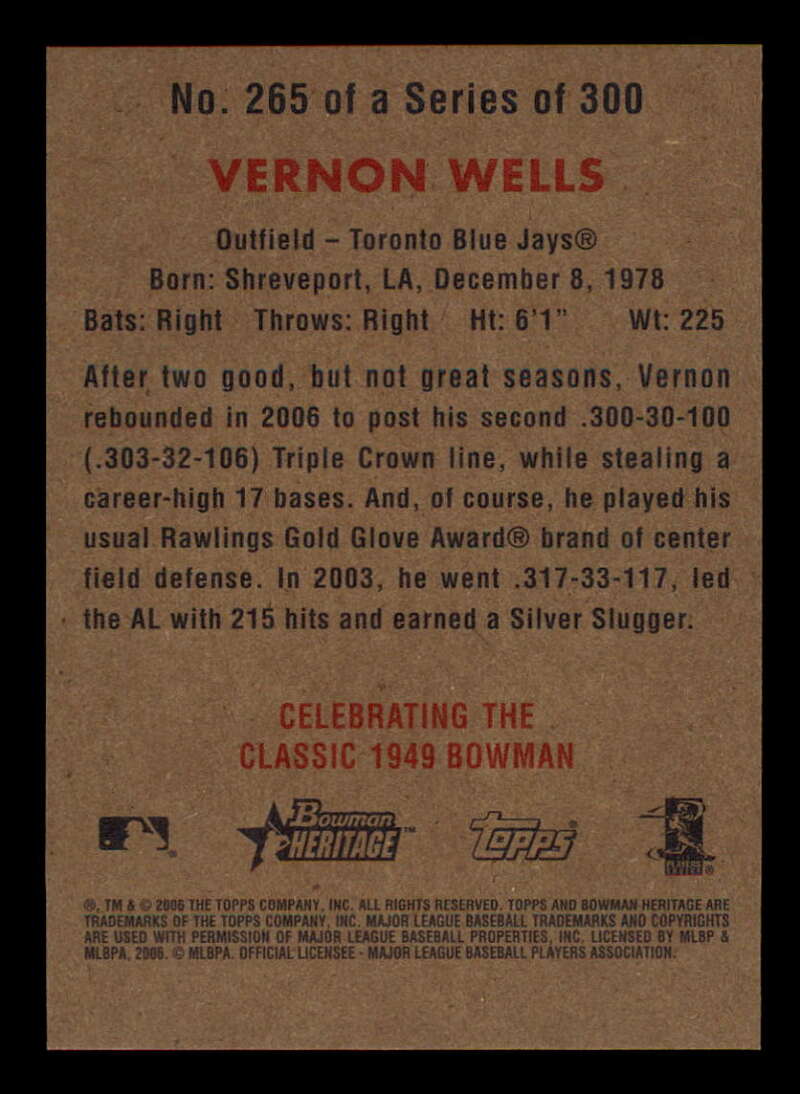 No. 265 of a Series of 300
VERNON WELLS
Outfield – Toronto Blue Jays®
Born: Shreveport, LA, December 8, 1978
Bats: Right Throws: Right Ht: 6'1" Wt: 225
After two good, but not great seasons, Vernon
rebounded in 2006 to post his second .300-30-100
(.303-32-106) Triple Crown line, while stealing a
career-high 17 bases. And, of course, he played his
usual Rawlings Gold Glove Award® brand of center
field defense. In 2003, he went .317-33-117, led
the AL with 215 hits and earned a Silver Slugger.
CELEBRATING THE
CLASSIC 1949 BOWMAN
Bowman
HERITAGE™
Topps®
®, TM & © 2006 THE TOPPS COMPANY, INC. ALL RIGHTS RESERVED. TOPPS AND BOWMAN HERITAGE ARE
TRADEMARKS OF THE TOPPS COMPANY, INC. MAJOR LEAGUE BASEBALL TRADEMARKS AND COPYRIGHTS
ARE USED WITH PERMISSION OF MAJOR LEAGUE BASEBALL PROPERTIES, INC. LICENSED BY MLBP &
MLBPA, 2006. © MLBPA. OFFICIAL LICENSEE - MAJOR LEAGUE BASEBALL PLAYERS ASSOCIATION.